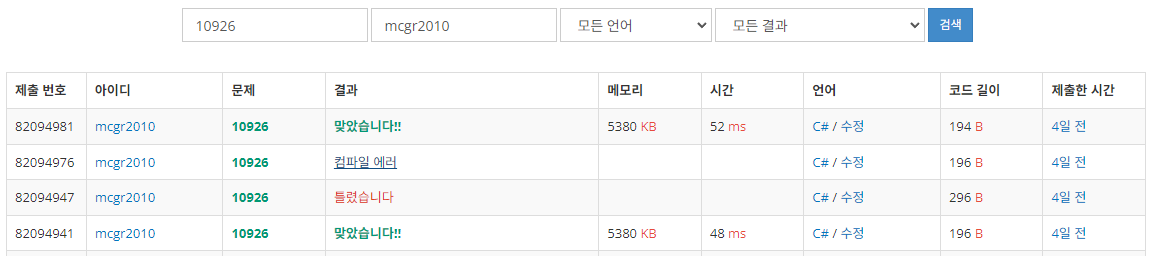 10926 mcgr2010 모든 언어 모든 결과 검색
제출 번호 아이디 문제 결과 메모리 시간 언어 코드 길이 제출한 시간
82094981 mcgr2010 10926 맞았습니다!! 5380 KB 52 ms C# / 수정 194 B 4일 전
82094976 mcgr2010 10926 컴파일 에러 C# / 수정 196 B 4일 전
82094947 mcgr2010 10926 틀렸습니다 C# / 수정 296 B 4일 전
82094941 mcgr2010 10926 맞았습니다!! 5380 KB 48 ms C# / 수정 196 B 4일 전